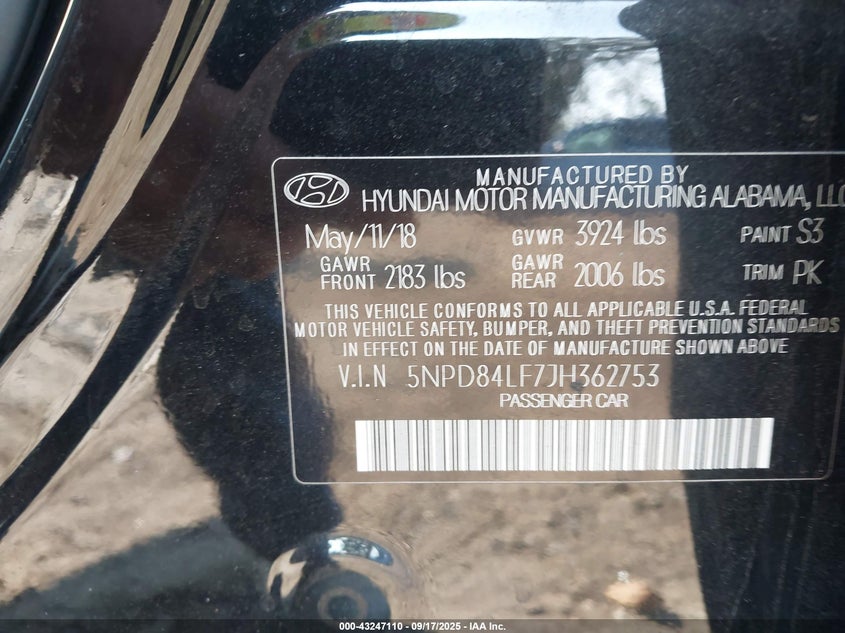 MANUFACTURED BY
HYUNDAI MOTOR MANUFACTURING ALABAMA, LLC
May/11/18 GVWR 3924 lbs PAINT S3
GAWR FRONT 2183 lbs GAWR REAR 2006 lbs TRIM PK
THIS VEHICLE CONFORMS TO ALL APPLICABLE U.S.A. FEDERAL
MOTOR VEHICLE SAFETY, BUMPER, AND THEFT PREVENTION STANDARDS
IN EFFECT ON THE DATE OF MANUFACTURE SHOWN ABOVE
V.I.N 5NPD84LF7JH362753
PASSENGER CAR
000-43247110 - 09/17/2025 - IAA Inc.